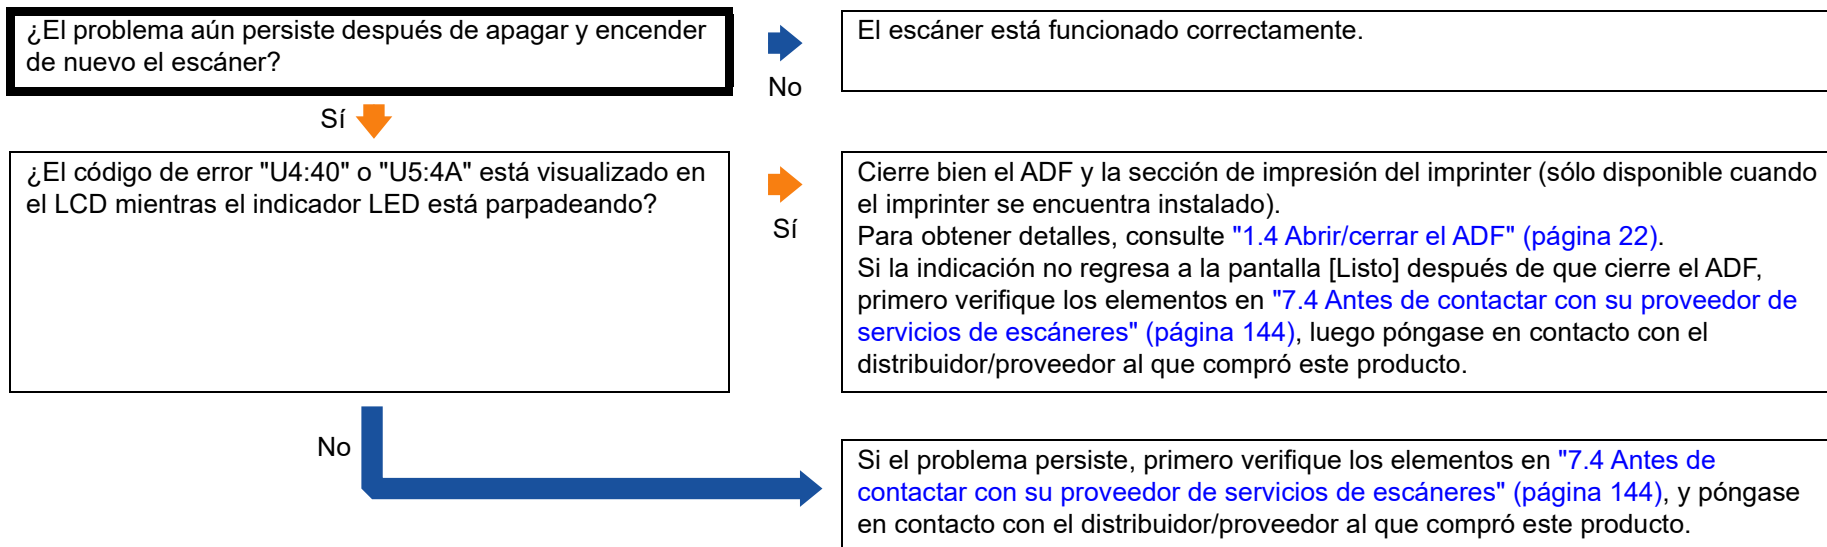 ¿El problema aún persiste después de apagar y encender
de nuevo el escáner?
No
El escáner está funcionado correctamente.
Sí
¿El código de error "U4:40" o "U5:4A" está visualizado en
el LCD mientras el indicador LED está parpadeando?
Sí
Cierre bien el ADF y la sección de impresión del imprinter (sólo disponible cuando
el imprinter se encuentra instalado).
Para obtener detalles, consulte "1.4 Abrir/cerrar el ADF" (página 22).
Si la indicación no regresa a la pantalla [Listo] después de que cierre el ADF,
primero verifique los elementos en "7.4 Antes de contactar con su proveedor de
servicios de escáneres" (página 144), luego póngase en contacto con el
distribuidor/proveedor al que compró este producto.
No
Si el problema persiste, primero verifique los elementos en "7.4 Antes de
contactar con su proveedor de servicios de escáneres" (página 144), y póngase
en contacto con el distribuidor/proveedor al que compró este producto.